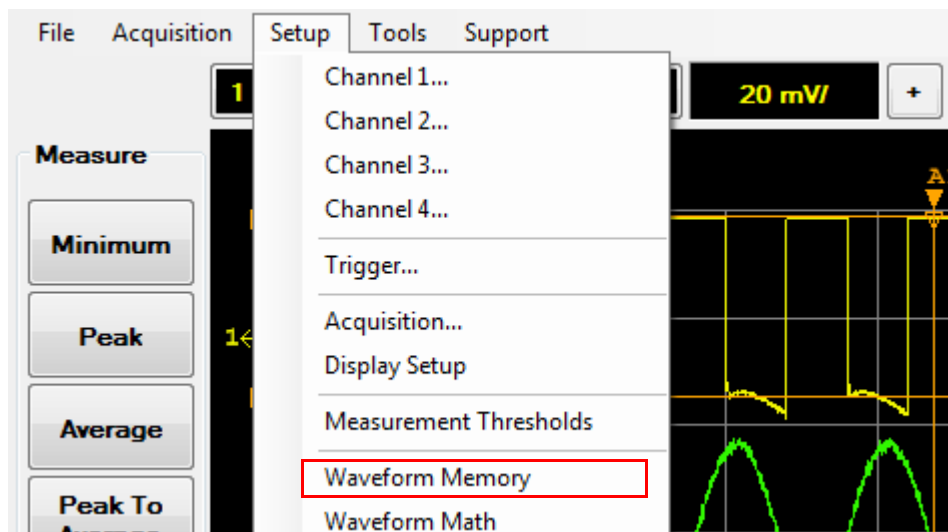 File Acquisition Setup Tools Support
1 20 mV/ +
Channel 1...
Channel 2...
Channel 3...
Channel 4...
Trigger...
Acquisition...
Display Setup
Measurement Thresholds
Waveform Memory
Waveform Math
Measure
Minimum
Peak
Average
Peak To
1
A